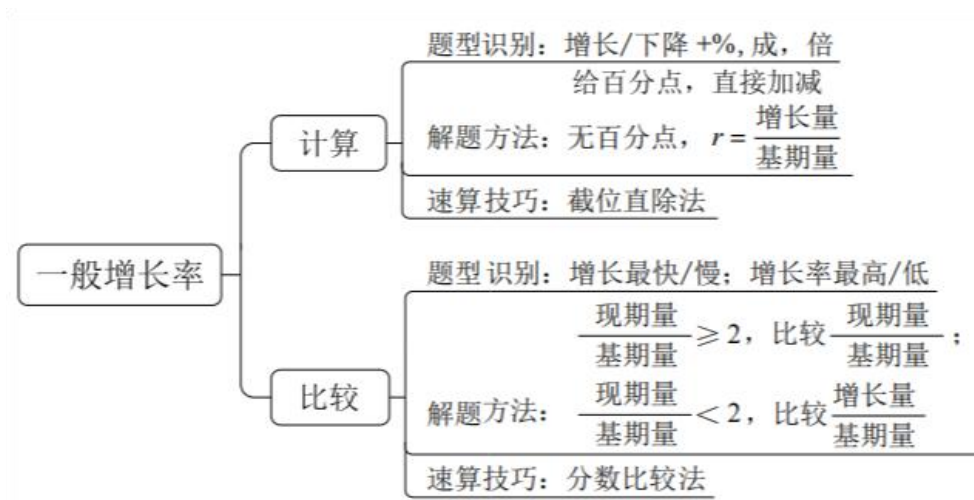 一般增长率
计算
题型识别：增长/下降 +%,成，倍
给百分点，直接加减
解题方法：无百分点，r = 增长量/基期量
速算技巧：截位直除法
比较
题型识别：增长最快/慢；增长率最高/低
现期量/基期量 ≥ 2，比较 现期量/基期量；
解题方法： 现期量/基期量 < 2，比较 增长量/基期量
速算技巧：分数比较法